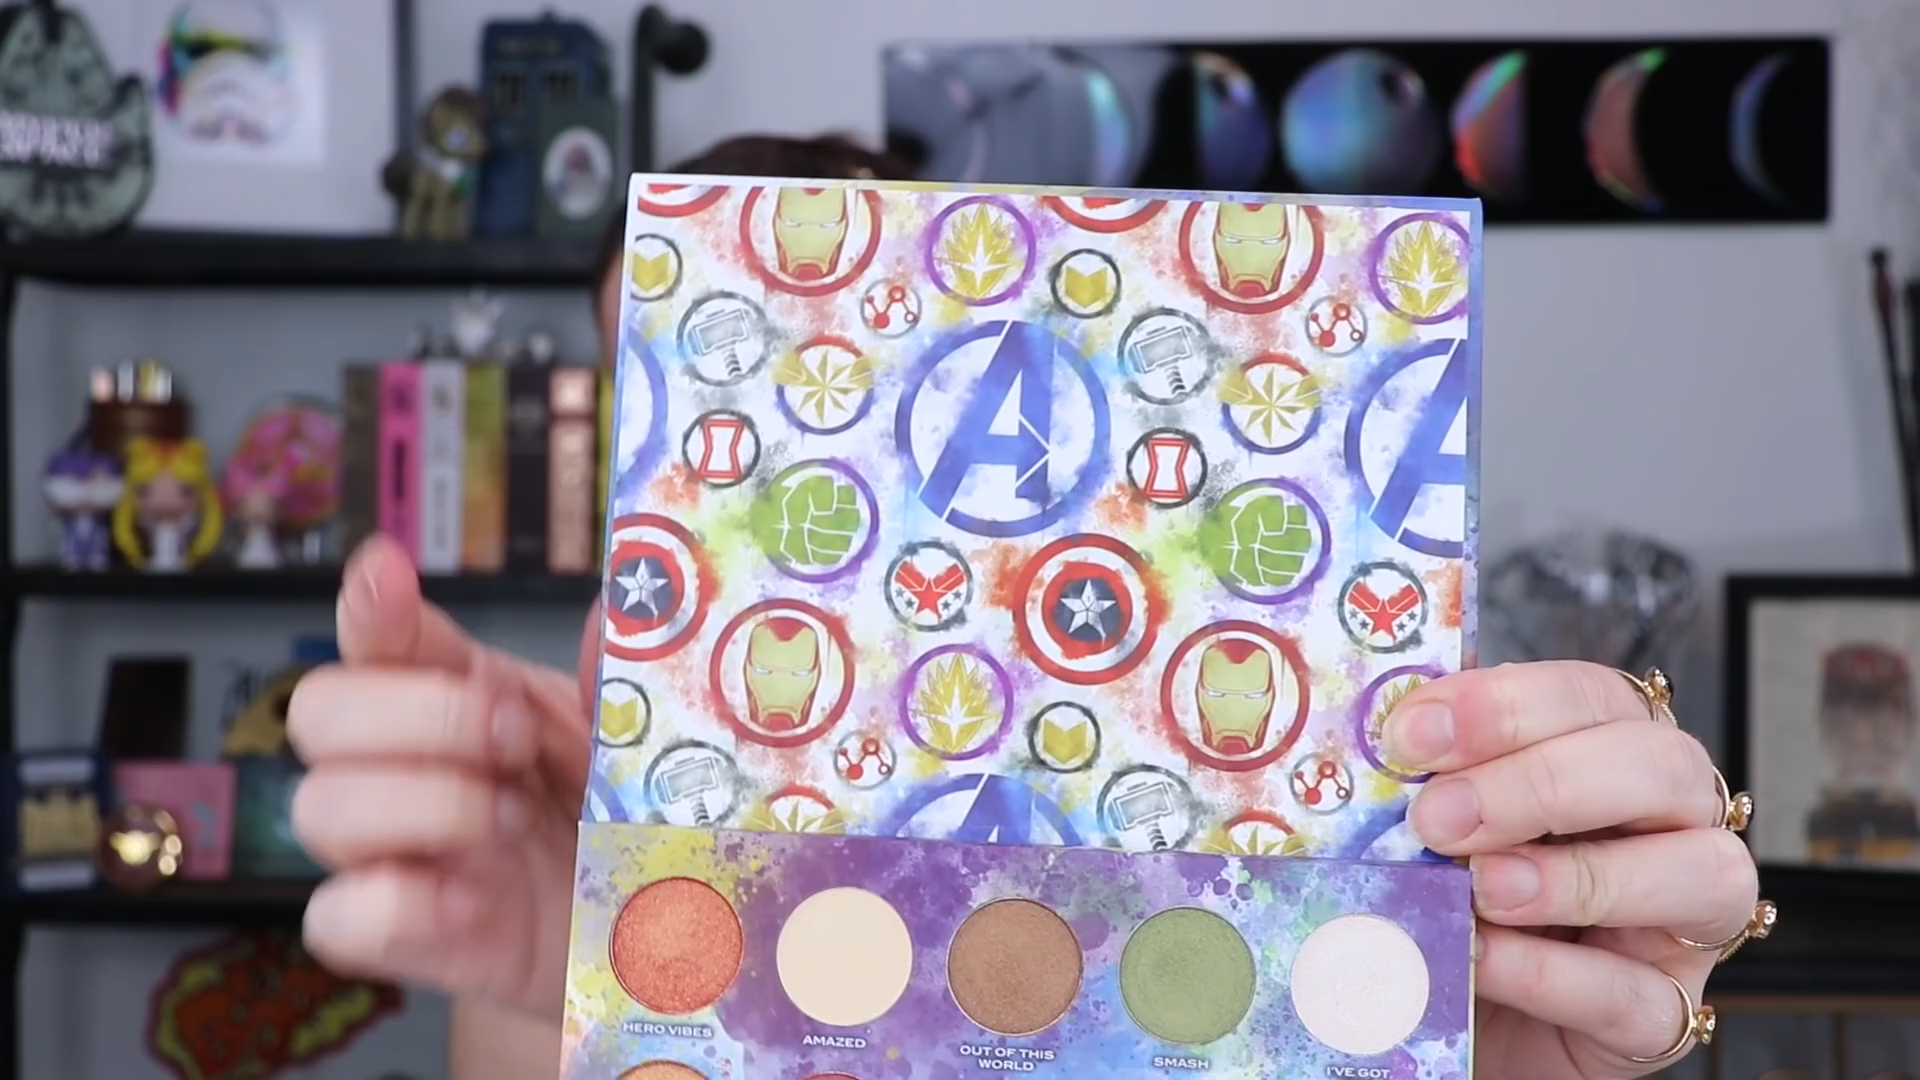 HERO VIBES
AMAZED
OUT OF THIS
WORLD
SMASH
I'VE GOT